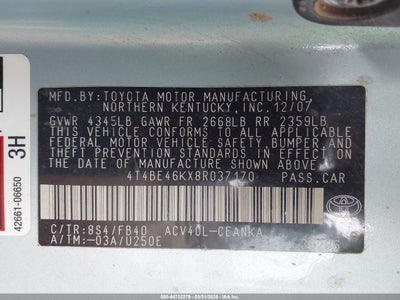 MFD.BY:TOYOTA MOTOR MANUFACTURING,
NORTHERN KENTUCKY,INC. 12/07
GVWR 4345LB GAWR FR 2668LB RR 2359LB
THIS VEHICLE CONFORMS TO ALL APPLICABLE
FEDERAL MOTOR VEHICLE SAFETY, BUMPER, AND
THEFT PREVENTION STANDARDS IN EFFECT ON
THE DATE OF MANUFACTURE SHOWN ABOVE.
4T4BE46KX8R037170 PASS.CAR
C/TR:8S4/FB40 ACV40L-CEANKA
A/TM:-03A/U250E
TOYOTA
3H
42661-06650